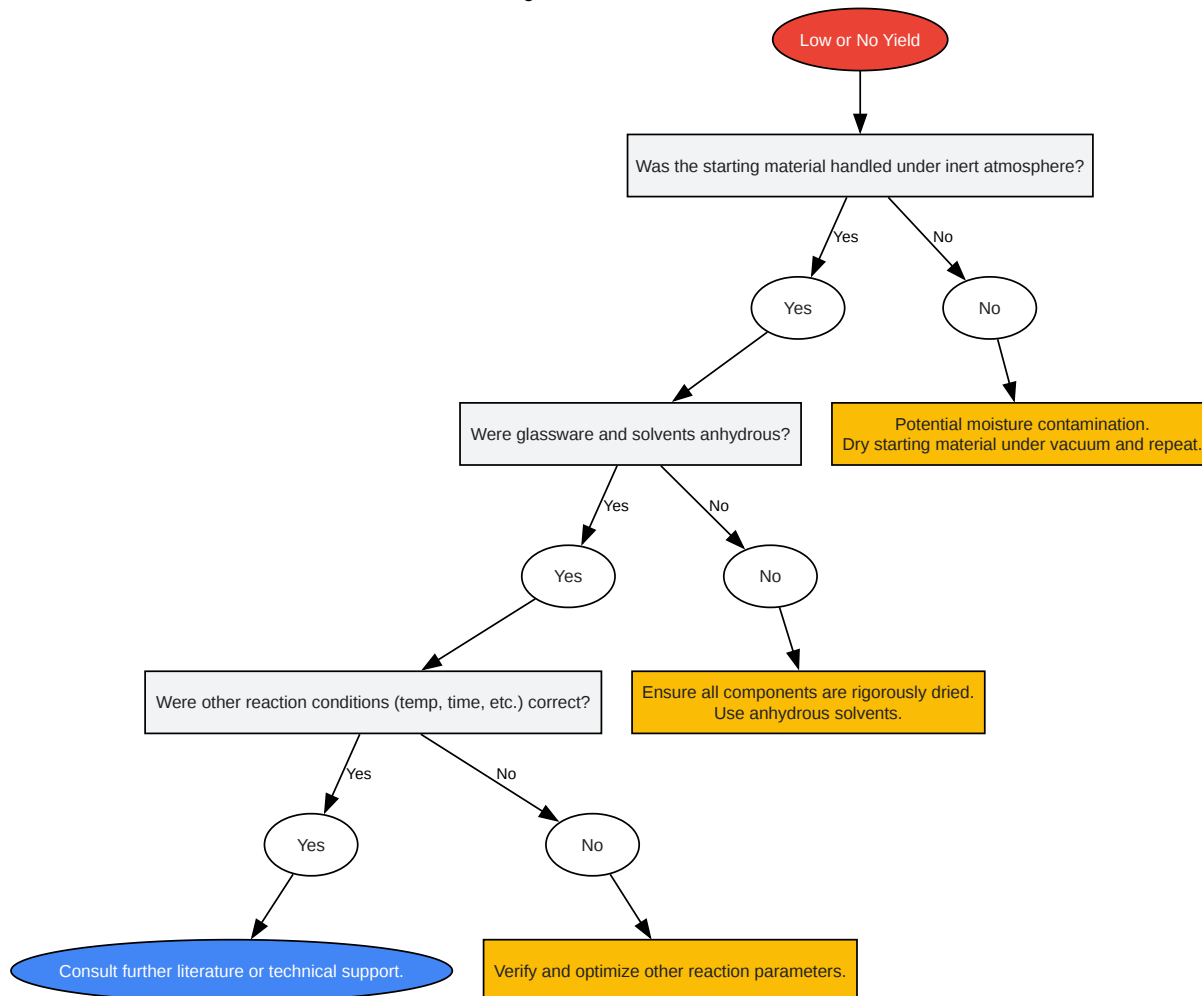 Low or No Yield
Was the starting material handled under inert atmosphere?
Yes
No
Yes
No
Were glassware and solvents anhydrous?
Potential moisture contamination.
Dry starting material under vacuum and repeat.
Yes
No
Yes
No
Were other reaction conditions (temp, time, etc.) correct?
Ensure all components are rigorously dried.
Use anhydrous solvents.
Yes
No
Yes
No
Consult further literature or technical support.
Verify and optimize other reaction parameters.